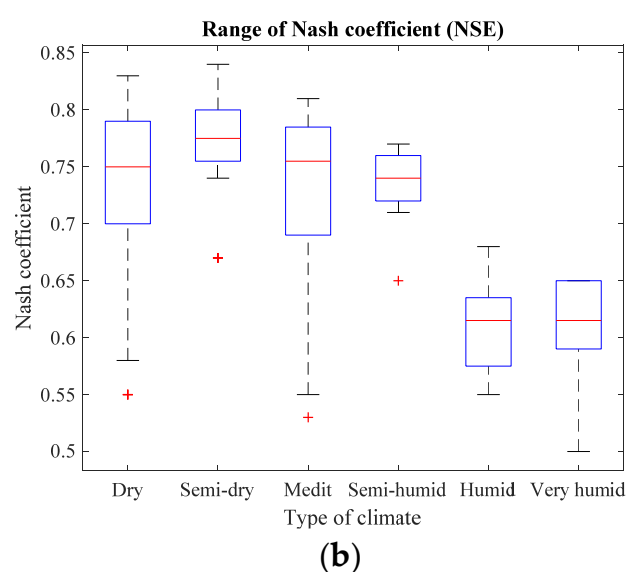 Range of Nash coefficient (NSE)
0.85
0.8
0.75
0.7
0.65
0.6
0.55
0.5
Nash coefficient
Dry Semi-dry Medit Semi-humid Humid Very humid
Type of climate
(b)